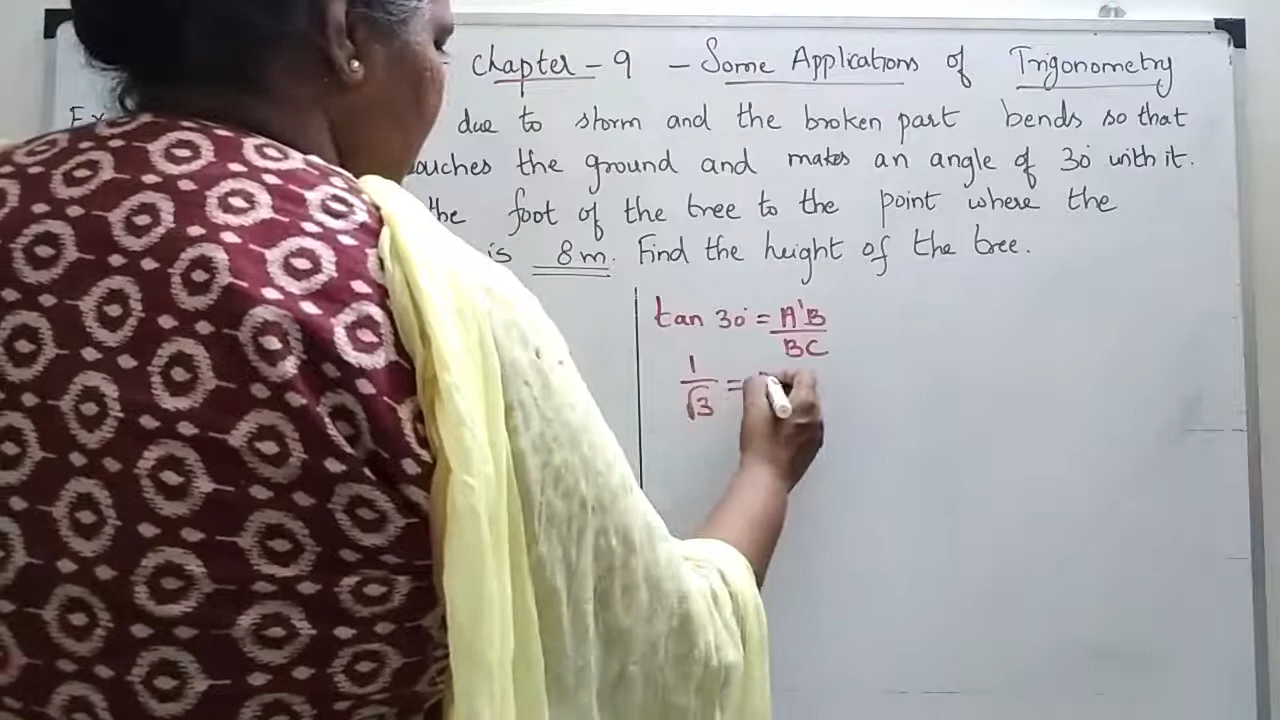 Chapter - 9 - Some Applications of Trigonometry
Ex due to storm and the broken part bends so that
ouches the ground and makes an angle of 30° with it.
the foot of the tree to the point where the
is 8m. Find the height of the tree.
tan 30° = A'B
BC
1
√3 =